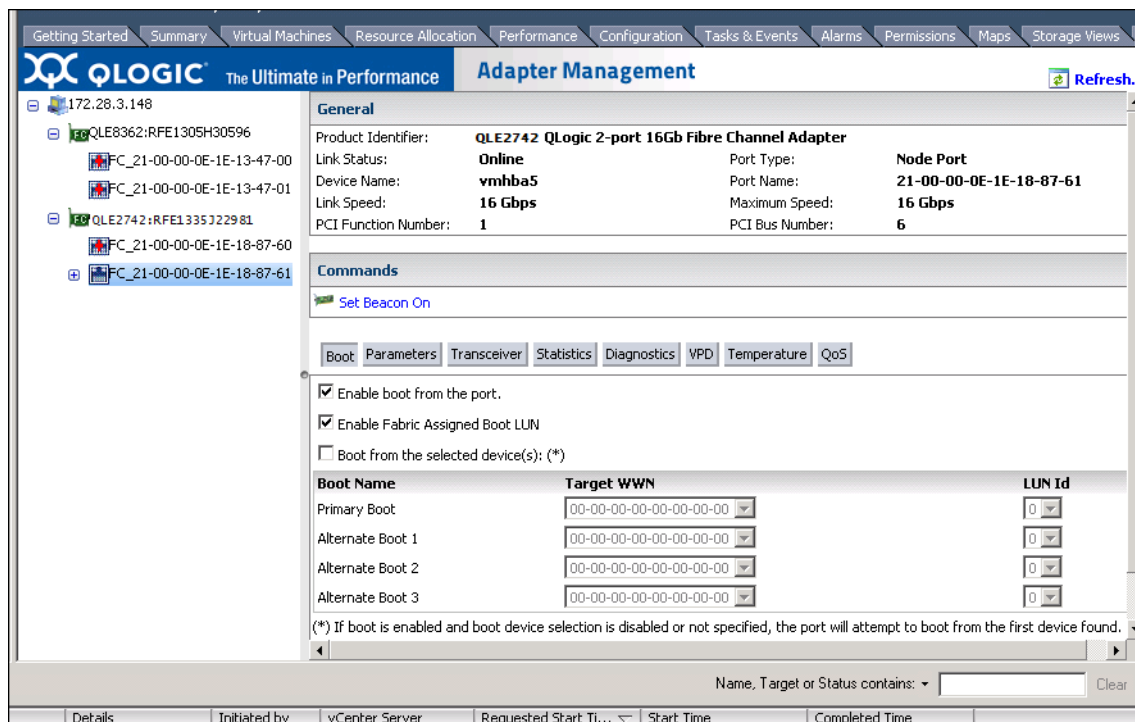 Getting Started Summary Virtual Machines Resource Allocation Performance Configuration Tasks & Events Alarms Permissions Maps Storage Views
QLOGIC The Ultimate in Performance Adapter Management Refresh.
172.28.3.148
QLE8362:RFE1305H30596
FC_21-00-00-0E-1E-13-47-00
FC_21-00-00-0E-1E-13-47-01
QLE2742:RFE1335J22981
FC_21-00-00-0E-1E-18-87-60
FC_21-00-00-0E-1E-18-87-61
General
Product Identifier: QLE2742 QLogic 2-port 16Gb Fibre Channel Adapter
Link Status: Online Port Type: Node Port
Device Name: vmhba5 Port Name: 21-00-00-0E-1E-18-87-61
Link Speed: 16 Gbps Maximum Speed: 16 Gbps
PCI Function Number: 1 PCI Bus Number: 6
Commands
Set Beacon On
Boot Parameters Transceiver Statistics Diagnostics VPD Temperature QoS
Enable boot from the port.
Enable Fabric Assigned Boot LUN
Boot from the selected device(s): (*)
Boot Name Target WWN LUN Id
Primary Boot 00-00-00-00-00-00-00-00 0
Alternate Boot 1 00-00-00-00-00-00-00-00 0
Alternate Boot 2 00-00-00-00-00-00-00-00 0
Alternate Boot 3 00-00-00-00-00-00-00-00 0
(*) If boot is enabled and boot device selection is disabled or not specified, the port will attempt to boot from the first device found.
Name, Target or Status contains: Clear
Details Initiated by vCenter Server Requested Start Ti... Start Time Completed Time